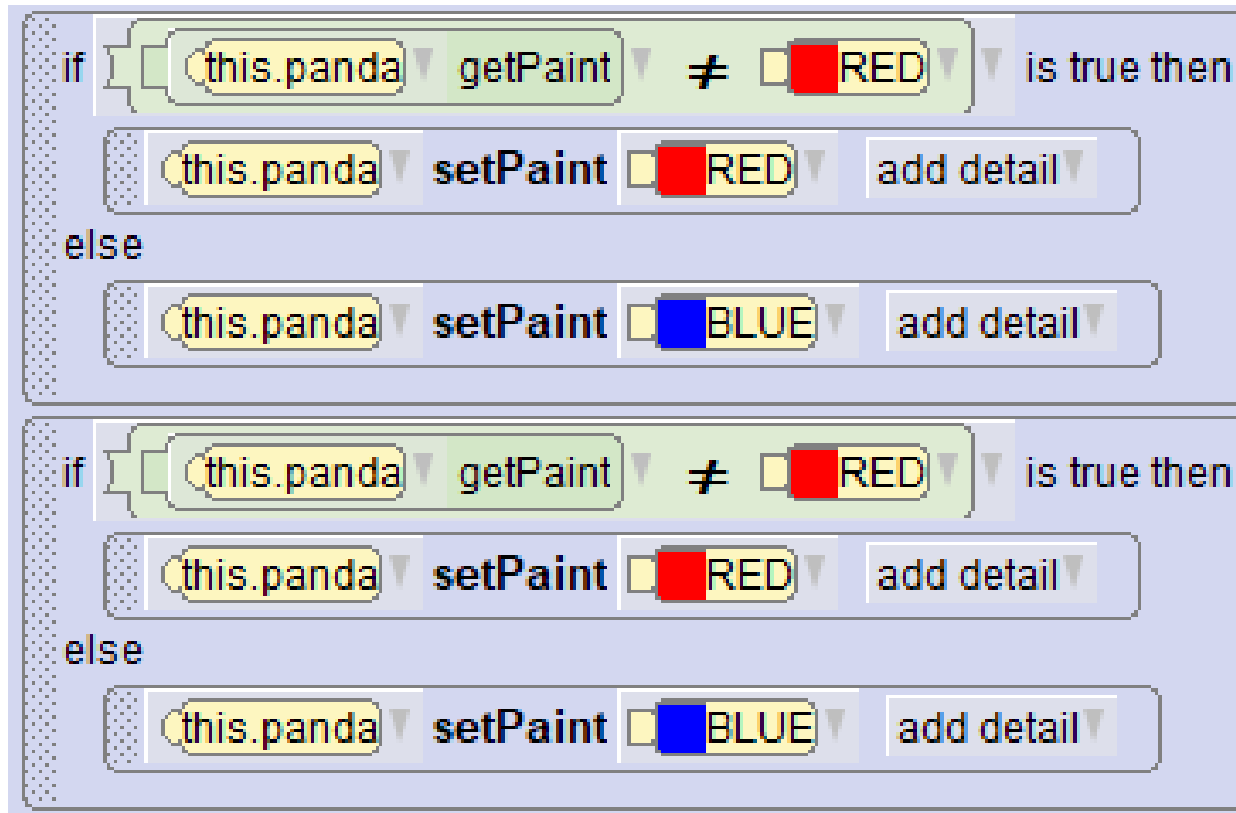 if this.panda getPaint ≠ RED is true then
this.panda setPaint RED add detail
else
this.panda setPaint BLUE add detail
if this.panda getPaint ≠ RED is true then
this.panda setPaint RED add detail
else
this.panda setPaint BLUE add detail